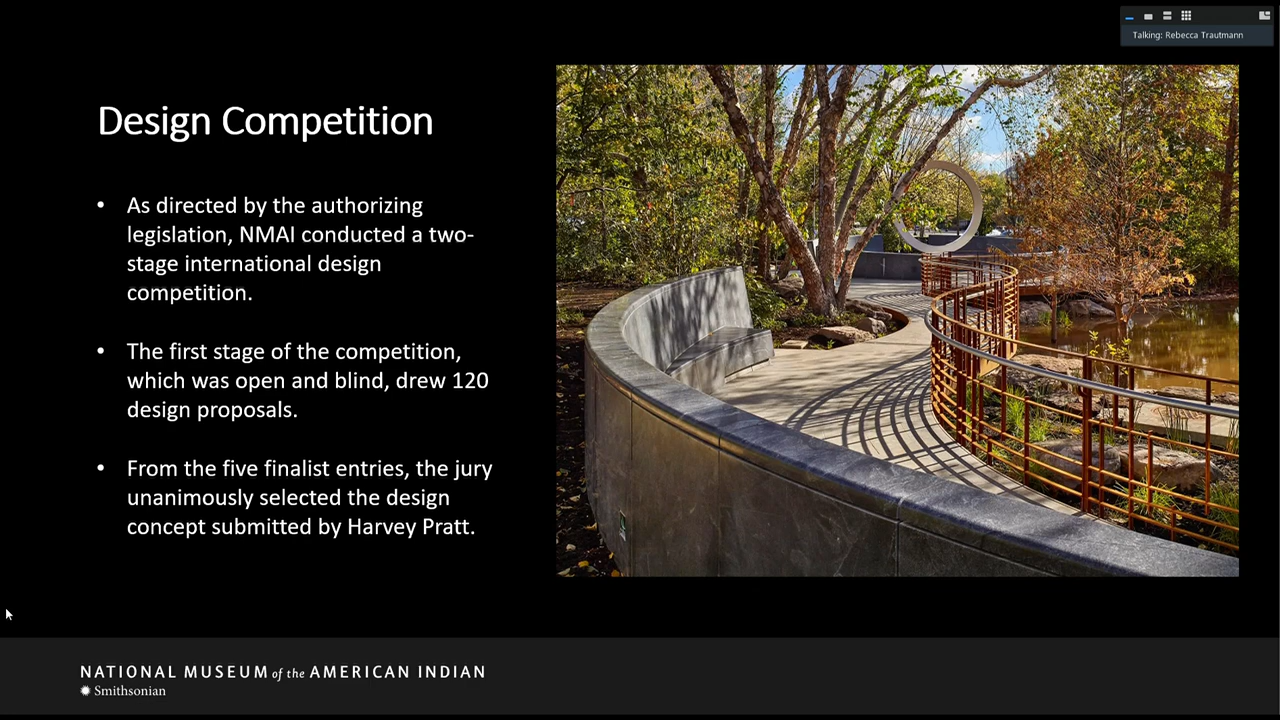 Talking: Rebecca Trautmann
Design Competition
• As directed by the authorizing
legislation, NMAI conducted a two-
stage international design
competition.
• The first stage of the competition,
which was open and blind, drew 120
design proposals.
• From the five finalist entries, the jury
unanimously selected the design
concept submitted by Harvey Pratt.
NATIONAL MUSEUM of the AMERICAN INDIAN
Smithsonian